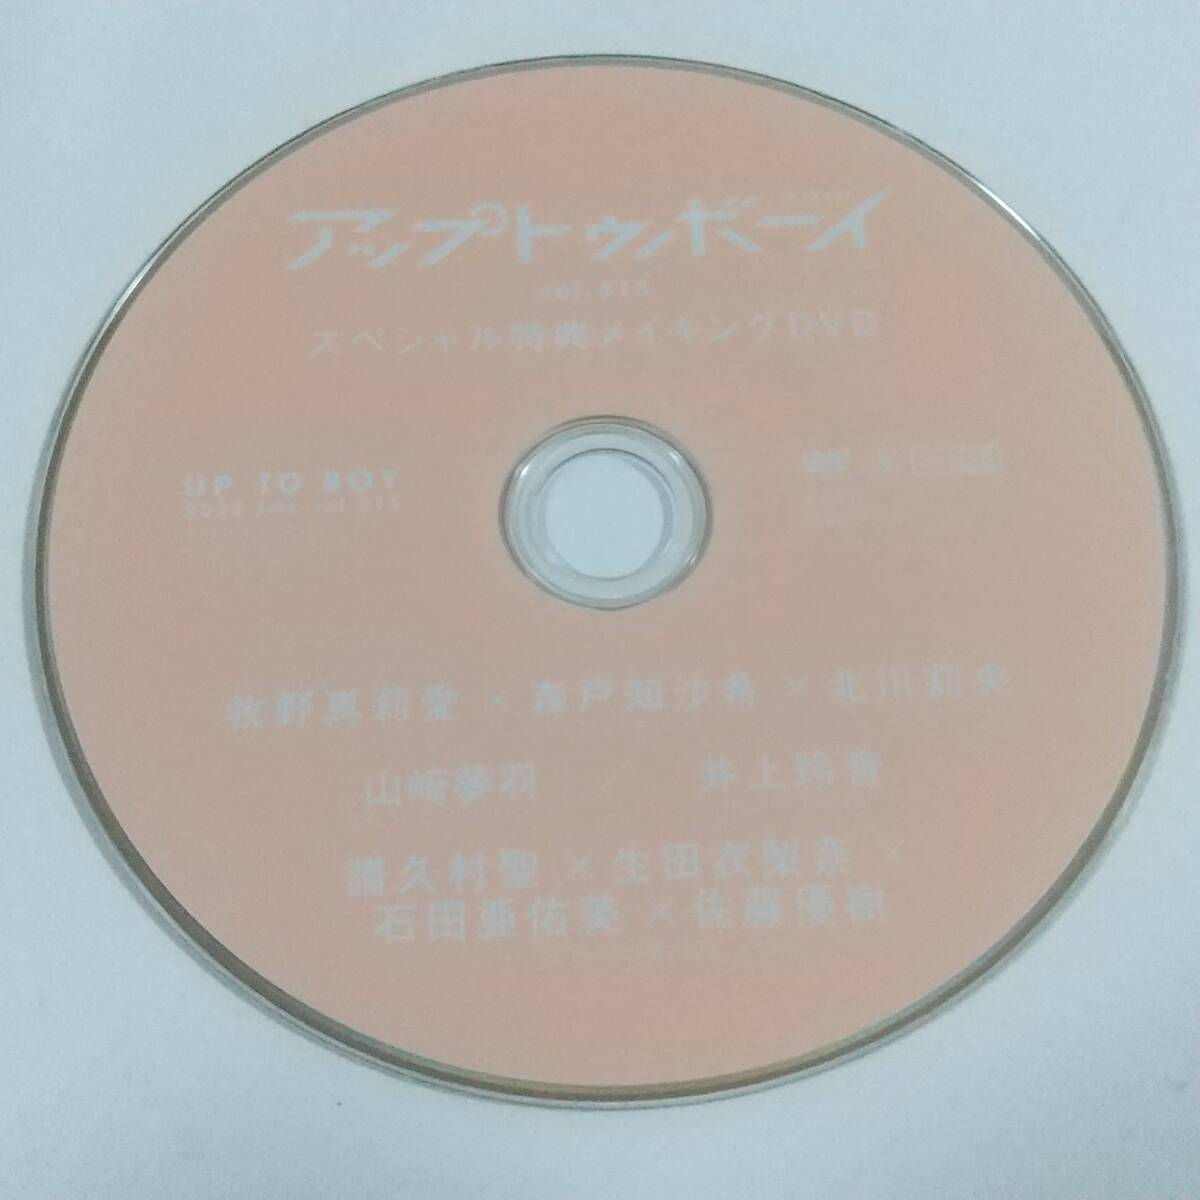 アップトゥボーイ
vol.315
スペシャル特典メイキングDVD
UP TO BOY
vol.315
牧野真莉愛×森戸知沙希×北川莉央
山﨑夢羽 / 井上玲音
譜久村聖×生田衣梨奈×
石田亜佑美×佐藤優樹